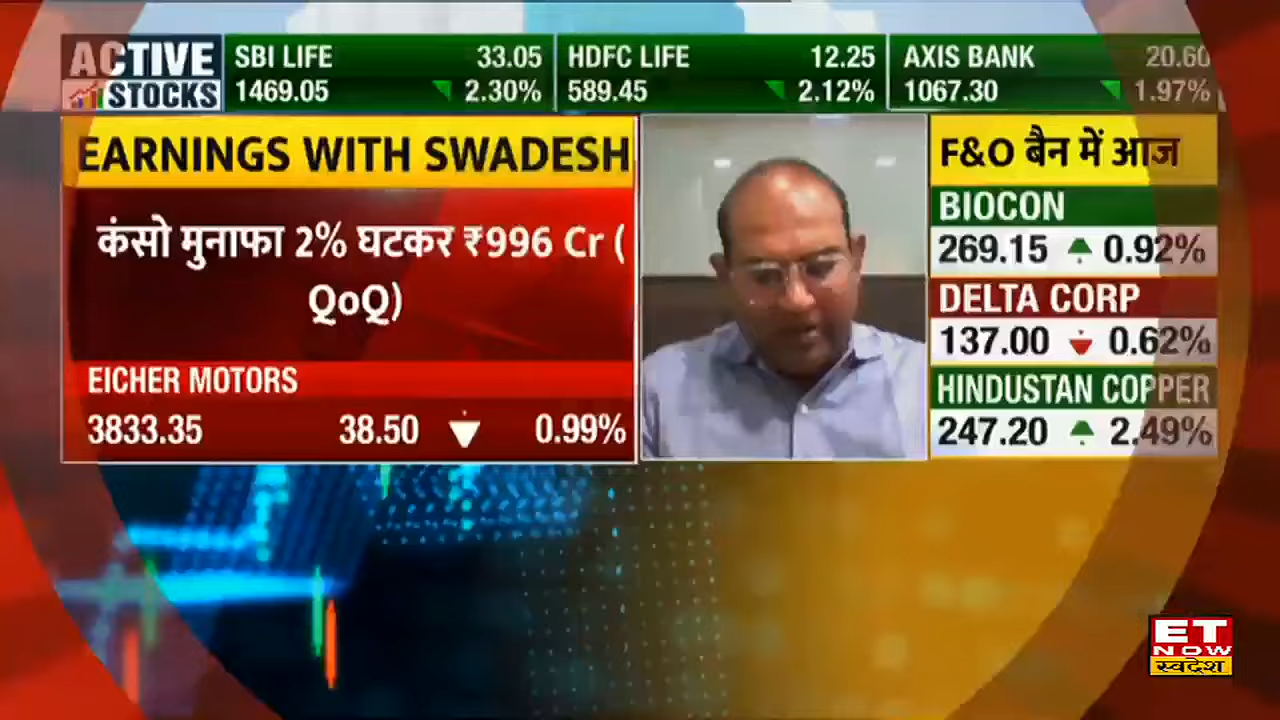 ACTIVE STOCKS
SBI LIFE 33.05
1469.05 2.30%
HDFC LIFE 12.25
589.45 2.12%
AXIS BANK 20.60
1067.30 1.97%
EARNINGS WITH SWADESH
कंसो मुनाफा 2% घटकर ₹996 Cr (
QoQ)
EICHER MOTORS
3833.35 38.50 0.99%
F&O बैन में आज
BIOCON
269.15 0.92%
DELTA CORP
137.00 0.62%
HINDUSTAN COPPER
247.20 2.49%
ET
NOW
स्वदेश